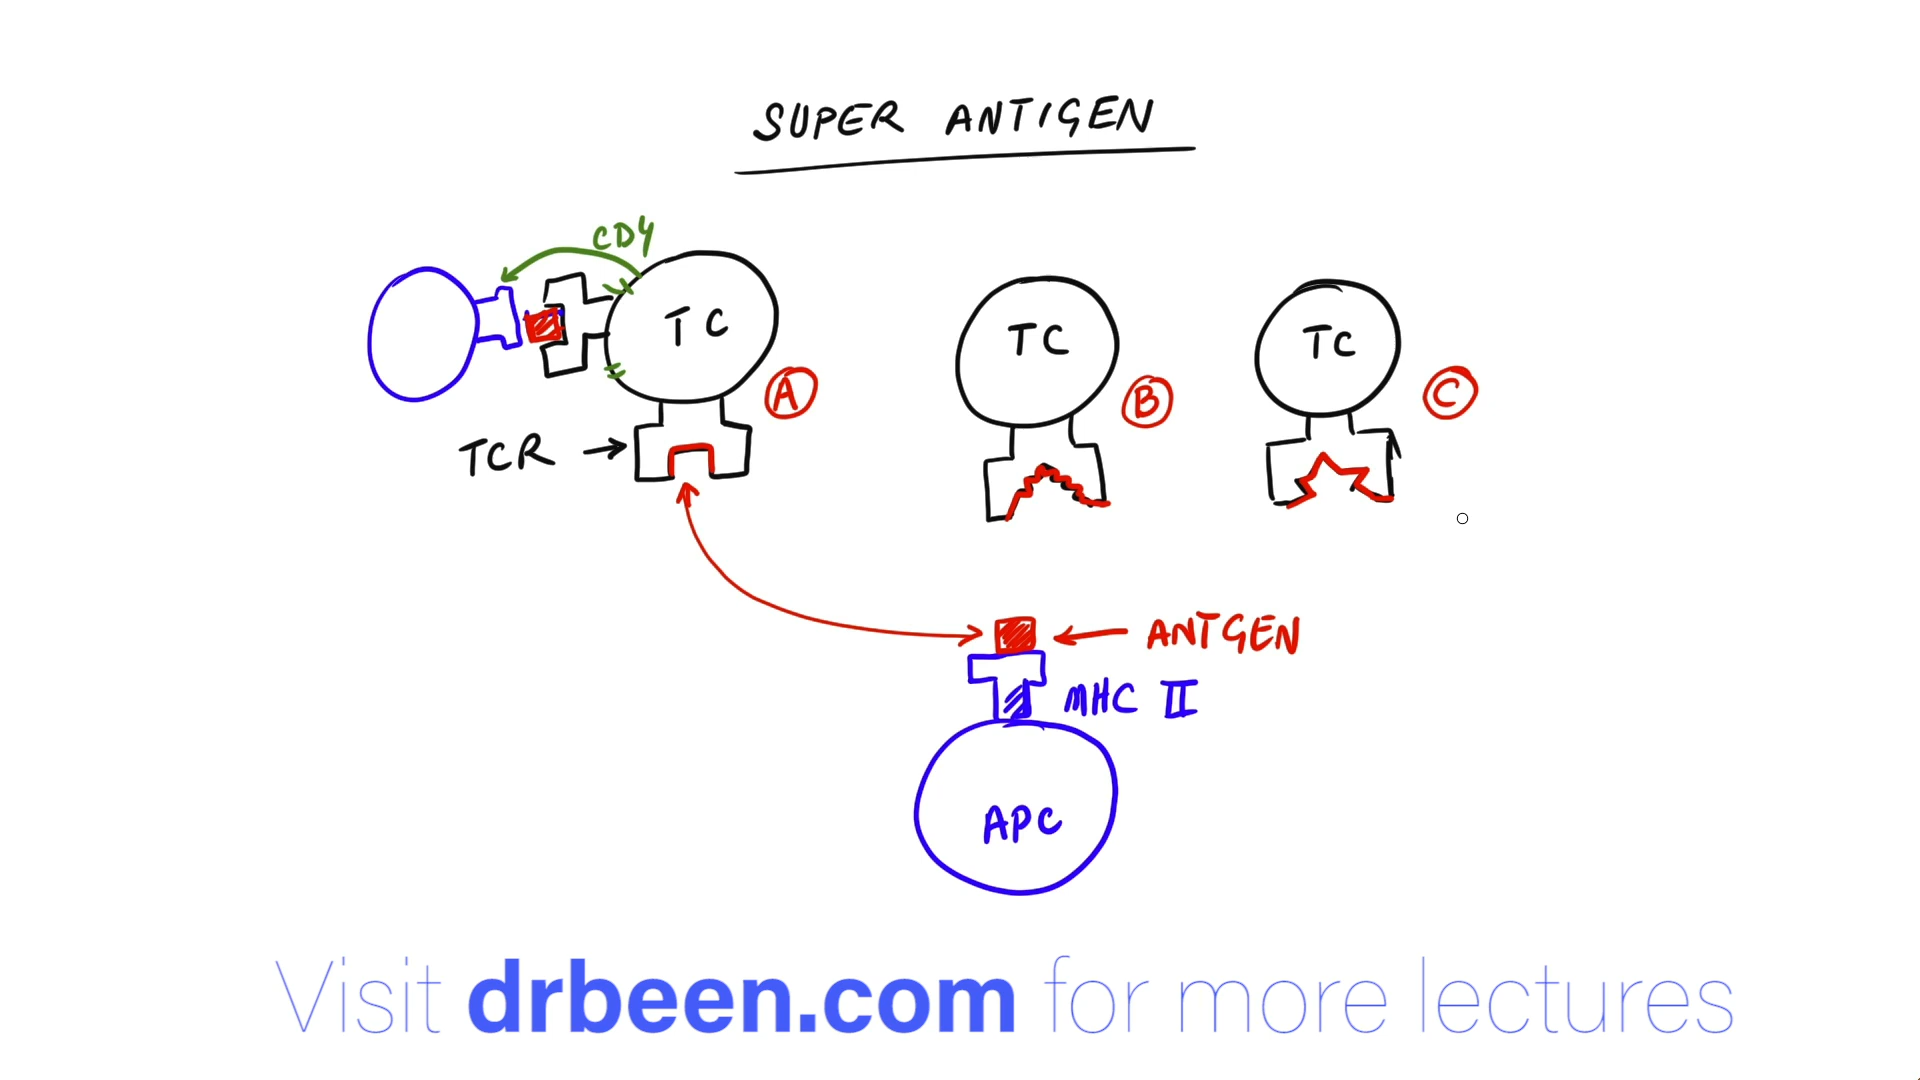 SUPER ANTIGEN
CD4
TC
TC
TC
A
B
C
TCR →
ANTGEN
MHC II
APC
Visit drbeen.com for more lectures